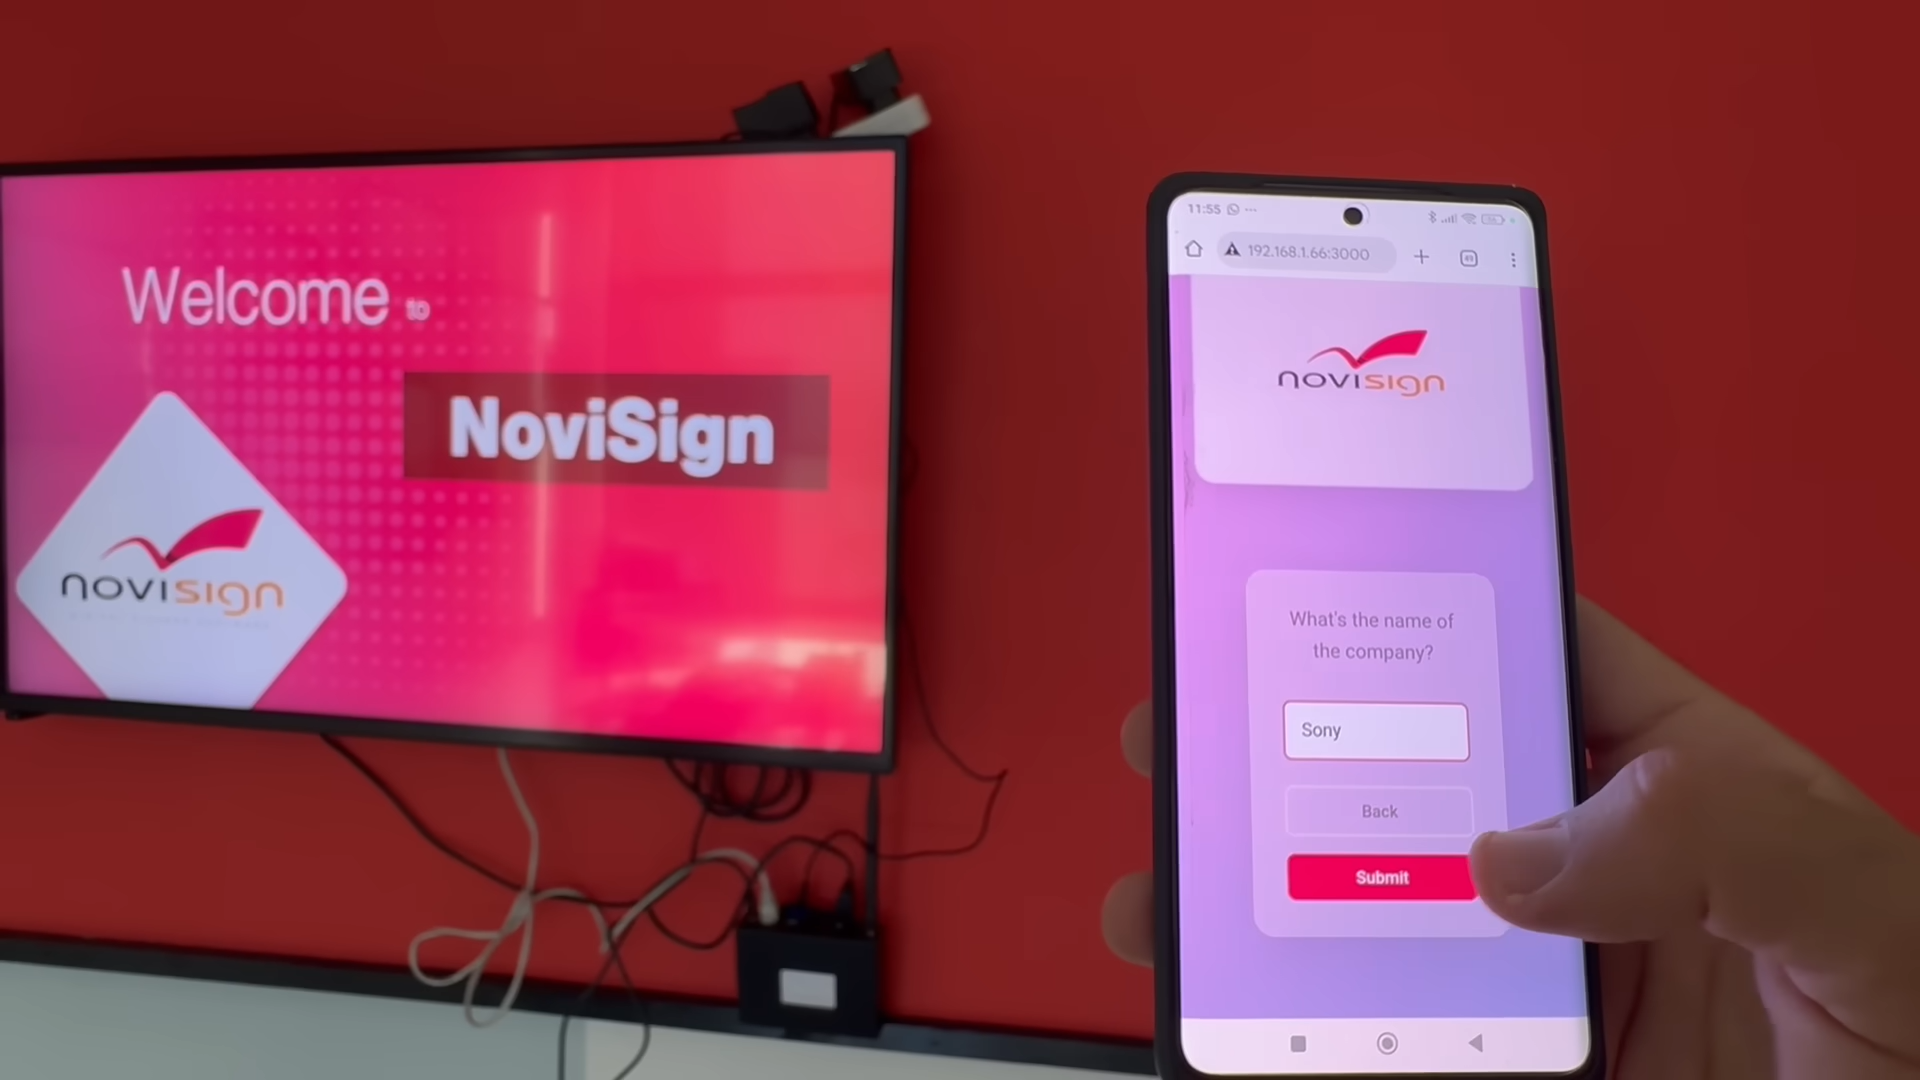 Welcome to
NoviSign
novisign
11:55
192.168.1.66:3000
novisign
What's the name of
the company?
Sony
Back
Submit